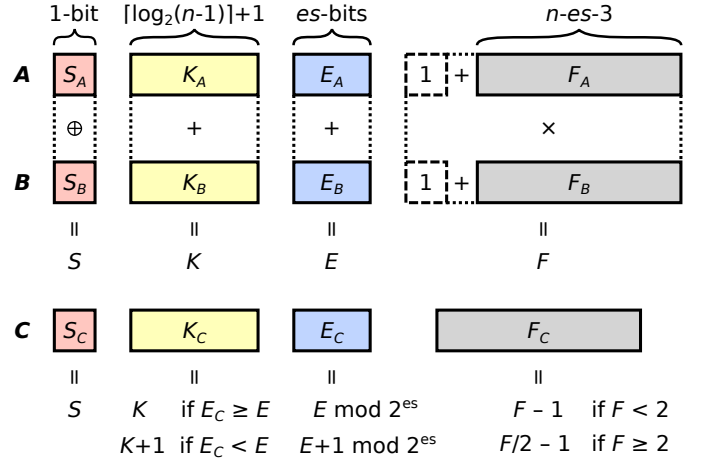 1-bit ⌈log₂(n-1)⌉+1 es-bits n-es-3
A S_A K_A E_A 1 + F_A
⊕ + + ×
B S_B K_B E_B 1 + F_B
= = = =
S K E F
C S_C K_C E_C F_C
= = = =
S K if E_C ≥ E E mod 2^es F – 1 if F < 2
K+1 if E_C < E E+1 mod 2^es F/2 – 1 if F ≥ 2